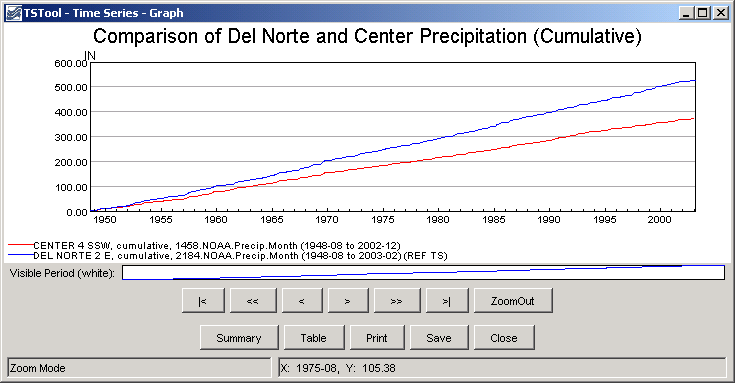 TSTool - Time Series - Graph
Comparison of Del Norte and Center Precipitation (Cumulative)
IN
600.00
500.00
400.00
300.00
200.00
100.00
0.00
1950 1955 1960 1965 1970 1975 1980 1985 1990 1995 2000
CENTER 4 SSW, cumulative, 1458.NOAA.Precip.Month (1948-08 to 2002-12)
DEL NORTE 2 E, cumulative, 2184.NOAA.Precip.Month (1948-08 to 2003-02) (REF TS)
Visible Period (white):
|< << < > >> >| ZoomOut
Summary Table Print Save Close
Zoom Mode X: 1975-08, Y: 105.38